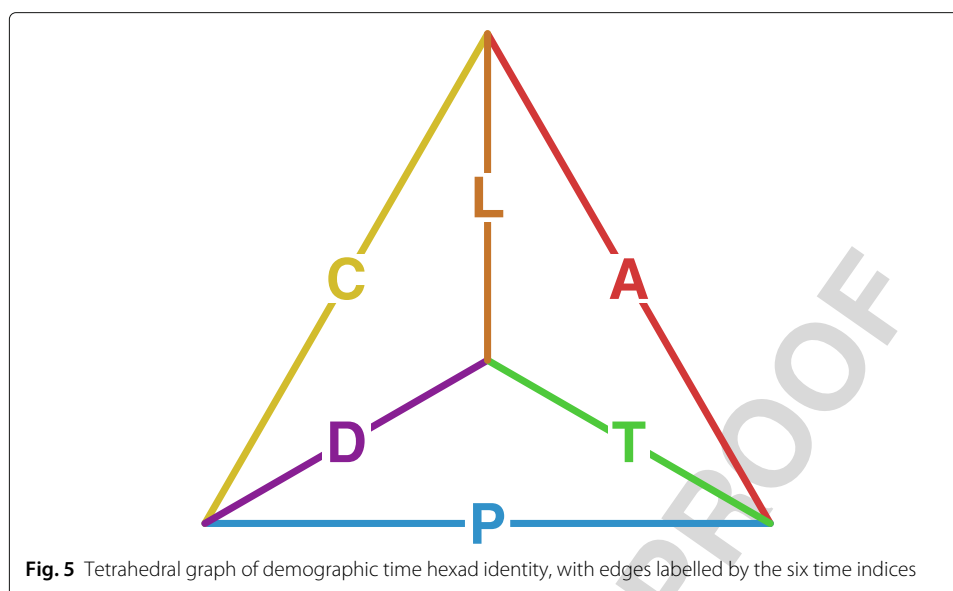 L
C
A
D
T
P
PROOF
Fig. 5 Tetrahedral graph of demographic time hexad identity, with edges labelled by the six time indices